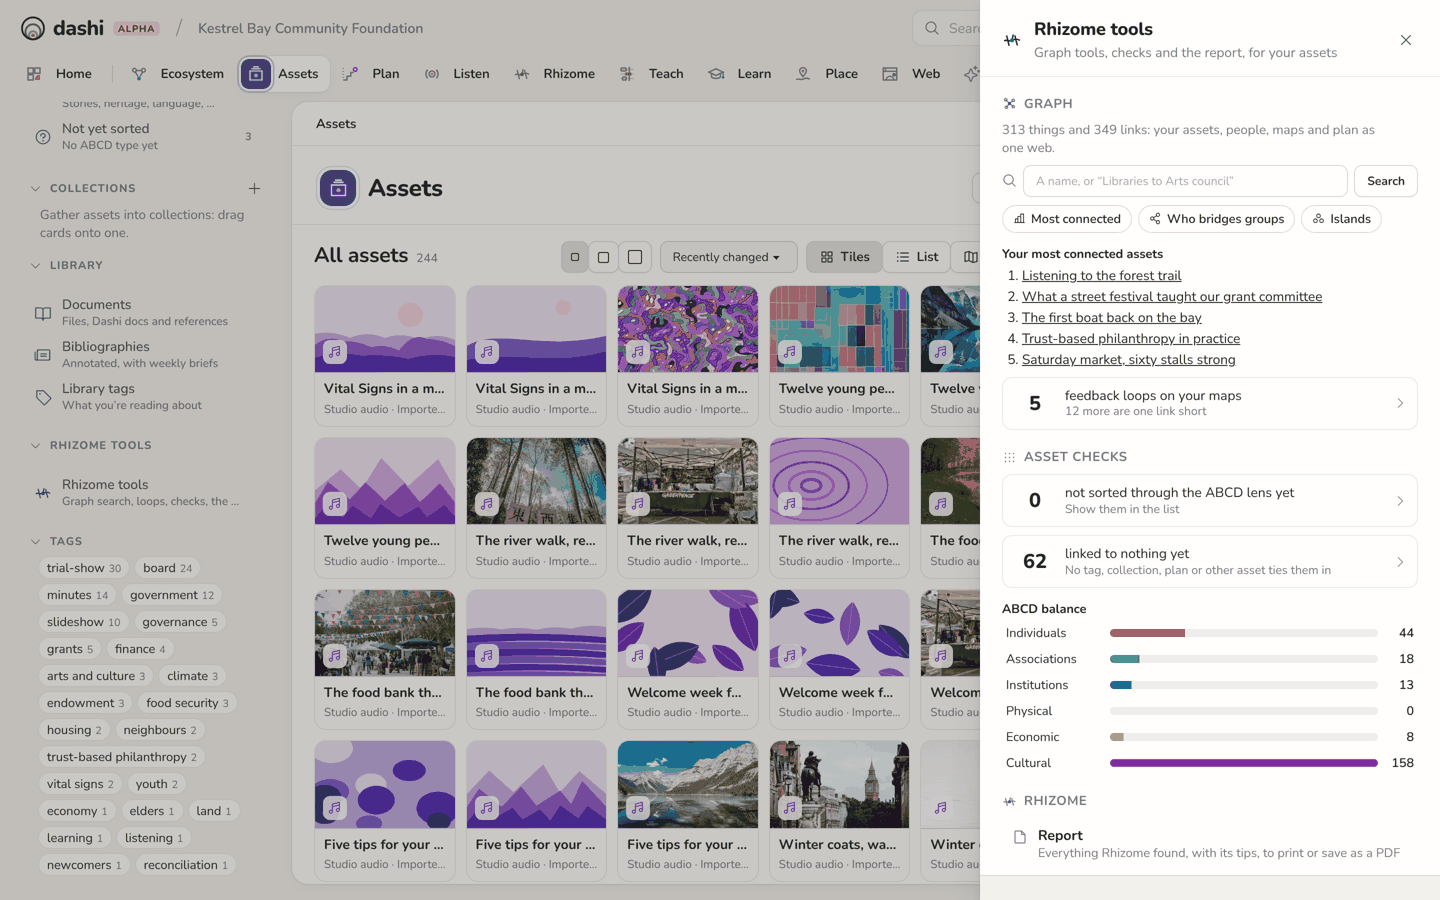 dashi ALPHA / Kestrel Bay Community Foundation
Home Ecosystem Assets Plan Listen Rhizome Teach Learn Place Web
Stories, heritage, language, ...
Not yet sorted 3
No ABCD type yet
COLLECTIONS
Gather assets into collections: drag
cards onto one.
LIBRARY
Documents
Files, Dashi docs and references
Bibliographies
Annotated, with weekly briefs
Library tags
What you're reading about
RHIZOME TOOLS
Rhizome tools
Graph search, loops, checks, the ...
TAGS
trial-show 30 board 24
minutes 14 government 12
slideshow 10 governance 5
grants 5 finance 4
arts and culture 3 climate 3
endowment 3 food security 3
housing 2 neighbours 2
trust-based philanthropy 2
vital signs 2 youth 2
economy 1 elders 1 land 1
learning 1 listening 1
newcomers 1 reconciliation 1
Assets
Assets
All assets 244
Recently changed
Tiles List
Vital Signs in a m... Vital Signs in a m... Vital Signs in a m... Twelve young pe... Twelve
Studio audio · Importe... Studio audio · Importe... Studio audio · Importe... Studio audio · Importe... Studio audio
Twelve young pe... The river walk, re... The river walk, re... The river walk, re... The foo
Studio audio · Importe... Studio audio · Importe... Studio audio · Importe... Studio audio · Importe... Studio audio
The food bank th... The food bank th... Welcome week f... Welcome week f... Welcom
Studio audio · Importe... Studio audio · Importe... Studio audio · Importe... Studio audio · Importe... Studio audio
Five tips for your ... Five tips for your ... Five tips for your ... Winter coats, wa... Winter
Studio audio · Importe... Studio audio · Importe... Studio audio · Importe... Studio audio · Importe... Studio audio
Rhizome tools
Graph tools, checks and the report, for your assets
GRAPH
313 things and 349 links: your assets, people, maps and plan as
one web.
A name, or “Libraries to Arts council”
Search
Most connected Who bridges groups Islands
Your most connected assets
1. Listening to the forest trail
2. What a street festival taught our grant committee
3. The first boat back on the bay
4. Trust-based philanthropy in practice
5. Saturday market, sixty stalls strong
5 feedback loops on your maps
12 more are one link short
ASSET CHECKS
0 not sorted through the ABCD lens yet
Show them in the list
62 linked to nothing yet
No tag, collection, plan or other asset ties them in
ABCD balance
Individuals 44
Associations 18
Institutions 13
Physical 0
Economic 8
Cultural 158
RHIZOME
Report
Everything Rhizome found, with its tips, to print or save as a PDF